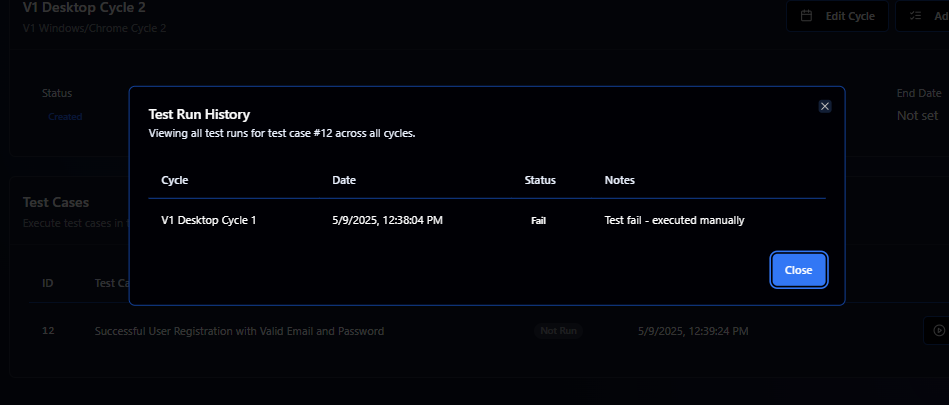 V1 Desktop Cycle 2
V1 Windows/Chrome Cycle 2
Edit Cycle
Ad
Status
Created
End Date
Not set
Test Run History
Viewing all test runs for test case #12 across all cycles.
Cycle Date Status Notes
V1 Desktop Cycle 1 5/9/2025, 12:38:04 PM Fail Test fail - executed manually
Close
Test Cases
Execute test cases in
ID Test Ca
12 Successful User Registration with Valid Email and Password Not Run 5/9/2025, 12:39:24 PM